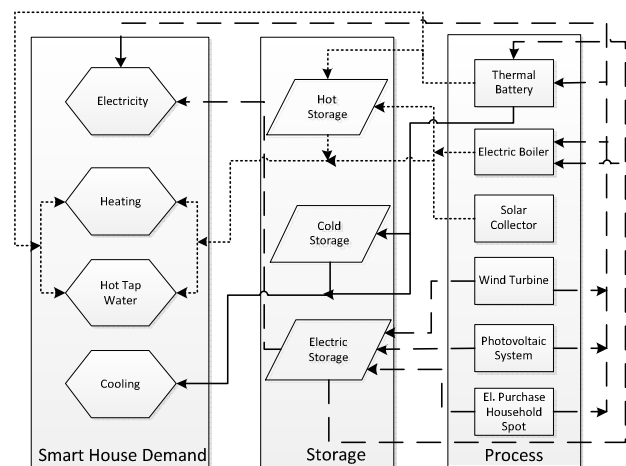 Electricity
Heating
Hot Tap
Water
Cooling
Smart House Demand
Hot
Storage
Cold
Storage
Electric
Storage
Storage
Thermal
Battery
Electric Boiler
Solar
Collector
Wind Turbine
Photovoltaic
System
El. Purchase
Household
Spot
Process